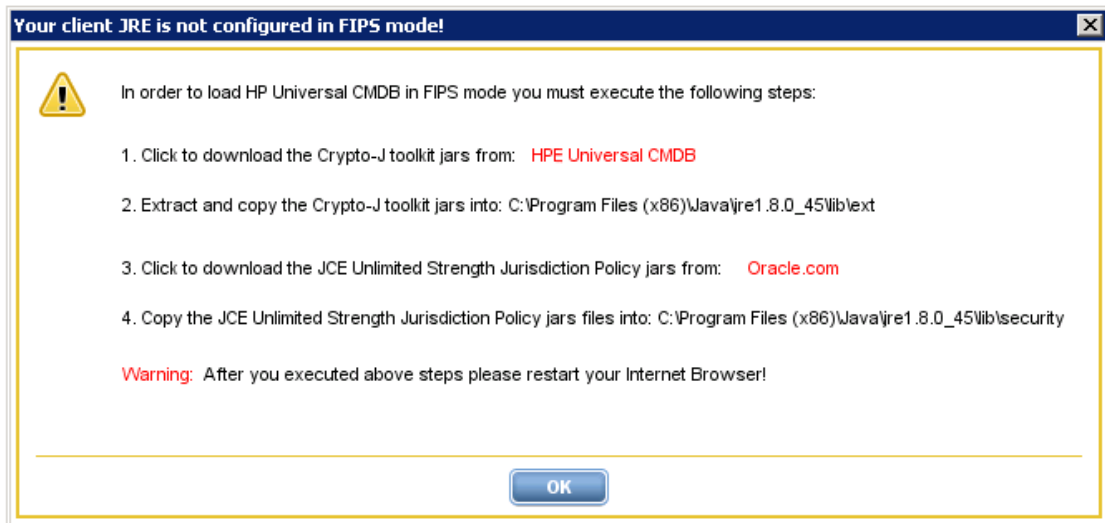 Your client JRE is not configured in FIPS mode!
In order to load HP Universal CMDB in FIPS mode you must execute the following steps:
1. Click to download the Crypto-J toolkit jars from: HPE Universal CMDB
2. Extract and copy the Crypto-J toolkit jars into: C:\Program Files (x86)\Java\jre1.8.0_45\lib\ext
3. Click to download the JCE Unlimited Strength Jurisdiction Policy jars from: Oracle.com
4. Copy the JCE Unlimited Strength Jurisdiction Policy jars files into: C:\Program Files (x86)\Java\jre1.8.0_45\lib\security
Warning: After you executed above steps please restart your Internet Browser!
OK